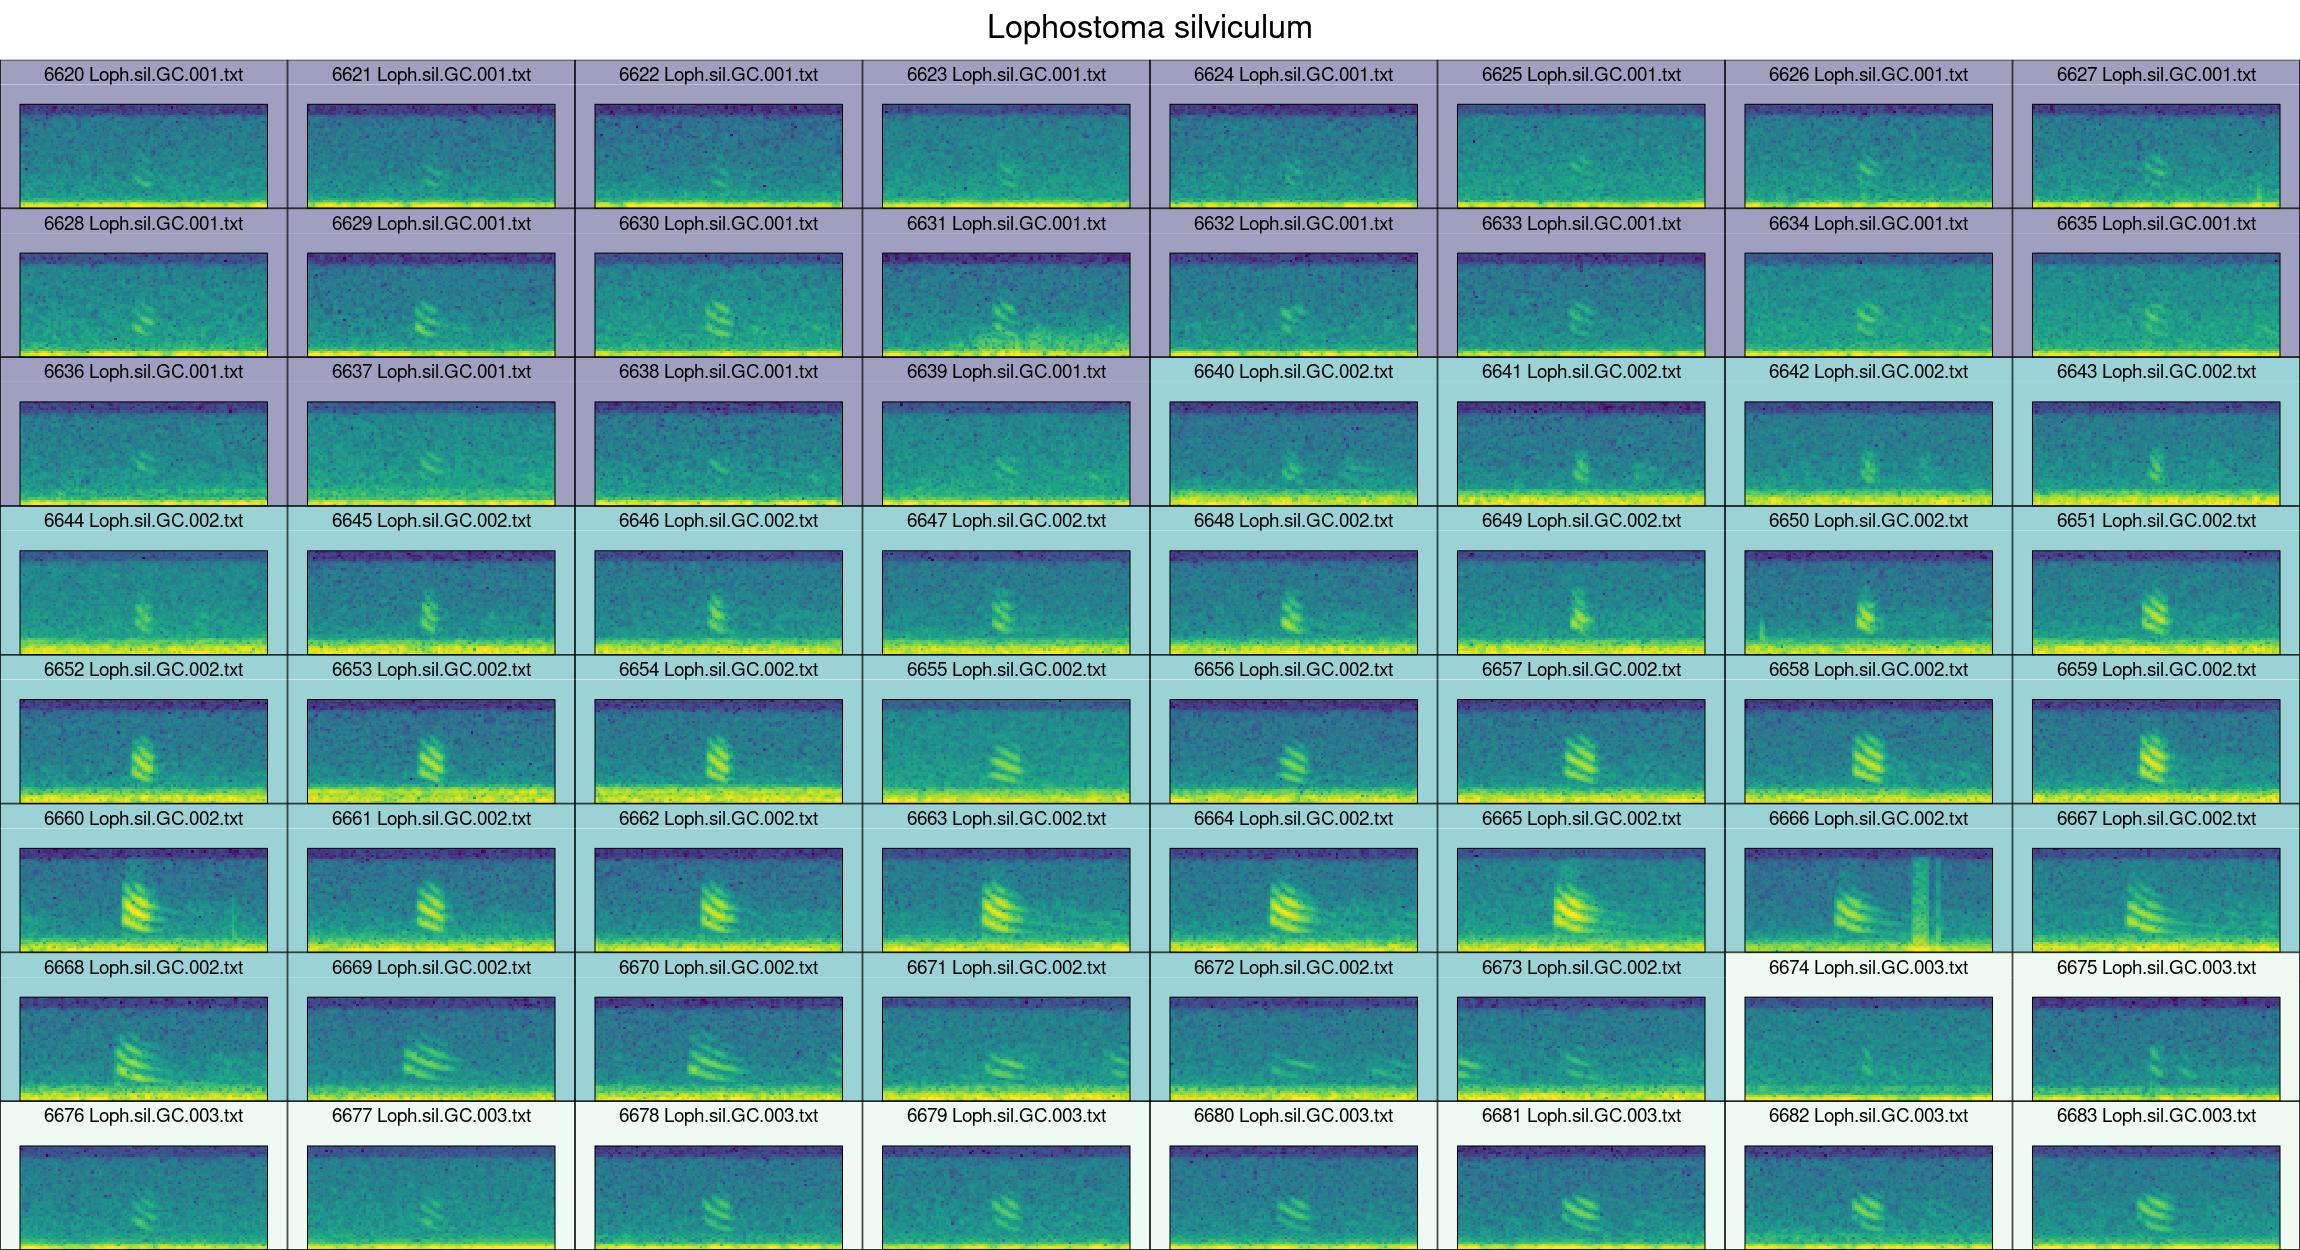 Lophostoma silviculum
6620 Loph.sil.GC.001.txt 6621 Loph.sil.GC.001.txt 6622 Loph.sil.GC.001.txt 6623 Loph.sil.GC.001.txt 6624 Loph.sil.GC.001.txt 6625 Loph.sil.GC.001.txt 6626 Loph.sil.GC.001.txt 6627 Loph.sil.GC.001.txt
6628 Loph.sil.GC.001.txt 6629 Loph.sil.GC.001.txt 6630 Loph.sil.GC.001.txt 6631 Loph.sil.GC.001.txt 6632 Loph.sil.GC.001.txt 6633 Loph.sil.GC.001.txt 6634 Loph.sil.GC.001.txt 6635 Loph.sil.GC.001.txt
6636 Loph.sil.GC.001.txt 6637 Loph.sil.GC.001.txt 6638 Loph.sil.GC.001.txt 6639 Loph.sil.GC.001.txt 6640 Loph.sil.GC.002.txt 6641 Loph.sil.GC.002.txt 6642 Loph.sil.GC.002.txt 6643 Loph.sil.GC.002.txt
6644 Loph.sil.GC.002.txt 6645 Loph.sil.GC.002.txt 6646 Loph.sil.GC.002.txt 6647 Loph.sil.GC.002.txt 6648 Loph.sil.GC.002.txt 6649 Loph.sil.GC.002.txt 6650 Loph.sil.GC.002.txt 6651 Loph.sil.GC.002.txt
6652 Loph.sil.GC.002.txt 6653 Loph.sil.GC.002.txt 6654 Loph.sil.GC.002.txt 6655 Loph.sil.GC.002.txt 6656 Loph.sil.GC.002.txt 6657 Loph.sil.GC.002.txt 6658 Loph.sil.GC.002.txt 6659 Loph.sil.GC.002.txt
6660 Loph.sil.GC.002.txt 6661 Loph.sil.GC.002.txt 6662 Loph.sil.GC.002.txt 6663 Loph.sil.GC.002.txt 6664 Loph.sil.GC.002.txt 6665 Loph.sil.GC.002.txt 6666 Loph.sil.GC.002.txt 6667 Loph.sil.GC.002.txt
6668 Loph.sil.GC.002.txt 6669 Loph.sil.GC.002.txt 6670 Loph.sil.GC.002.txt 6671 Loph.sil.GC.002.txt 6672 Loph.sil.GC.002.txt 6673 Loph.sil.GC.002.txt 6674 Loph.sil.GC.003.txt 6675 Loph.sil.GC.003.txt
6676 Loph.sil.GC.003.txt 6677 Loph.sil.GC.003.txt 6678 Loph.sil.GC.003.txt 6679 Loph.sil.GC.003.txt 6680 Loph.sil.GC.003.txt 6681 Loph.sil.GC.003.txt 6682 Loph.sil.GC.003.txt 6683 Loph.sil.GC.003.txt